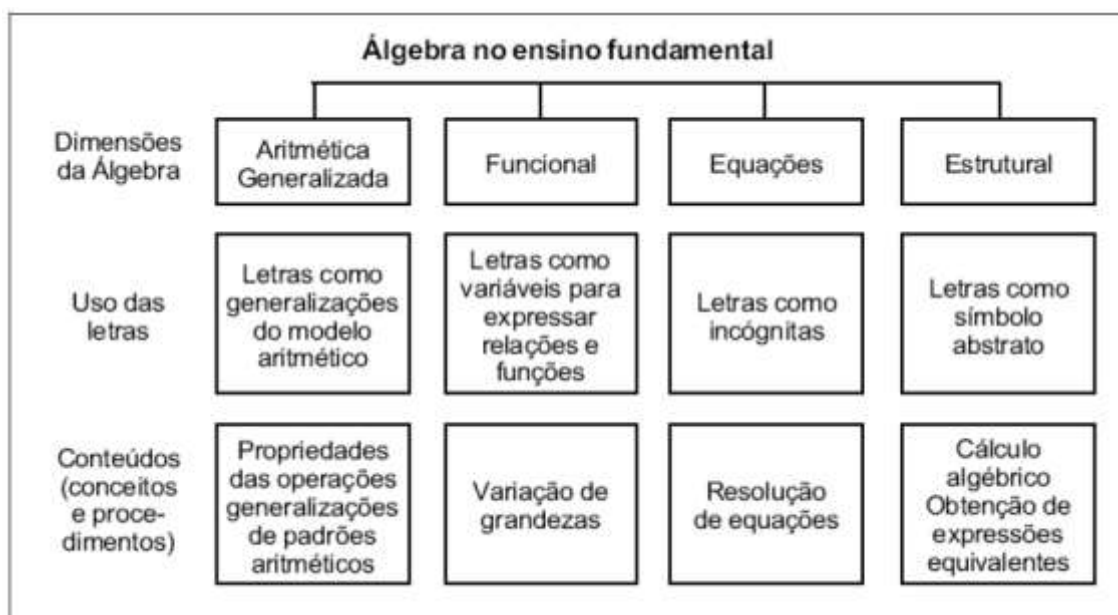 Álgebra no ensino fundamental
Dimensões
da Álgebra
Aritmética
Generalizada
Funcional
Equações
Estrutural
Uso das
letras
Letras como
generalizações
do modelo
aritmético
Letras como
variáveis para
expressar
relações e
funções
Letras como
incógnitas
Letras como
símbolo
abstrato
Conteúdos
(conceitos
e proce-
dimentos)
Propriedades
das operações
generalizações
de padrões
aritméticos
Variação de
grandezas
Resolução
de equações
Cálculo
algébrico
Obtenção de
expressões
equivalentes